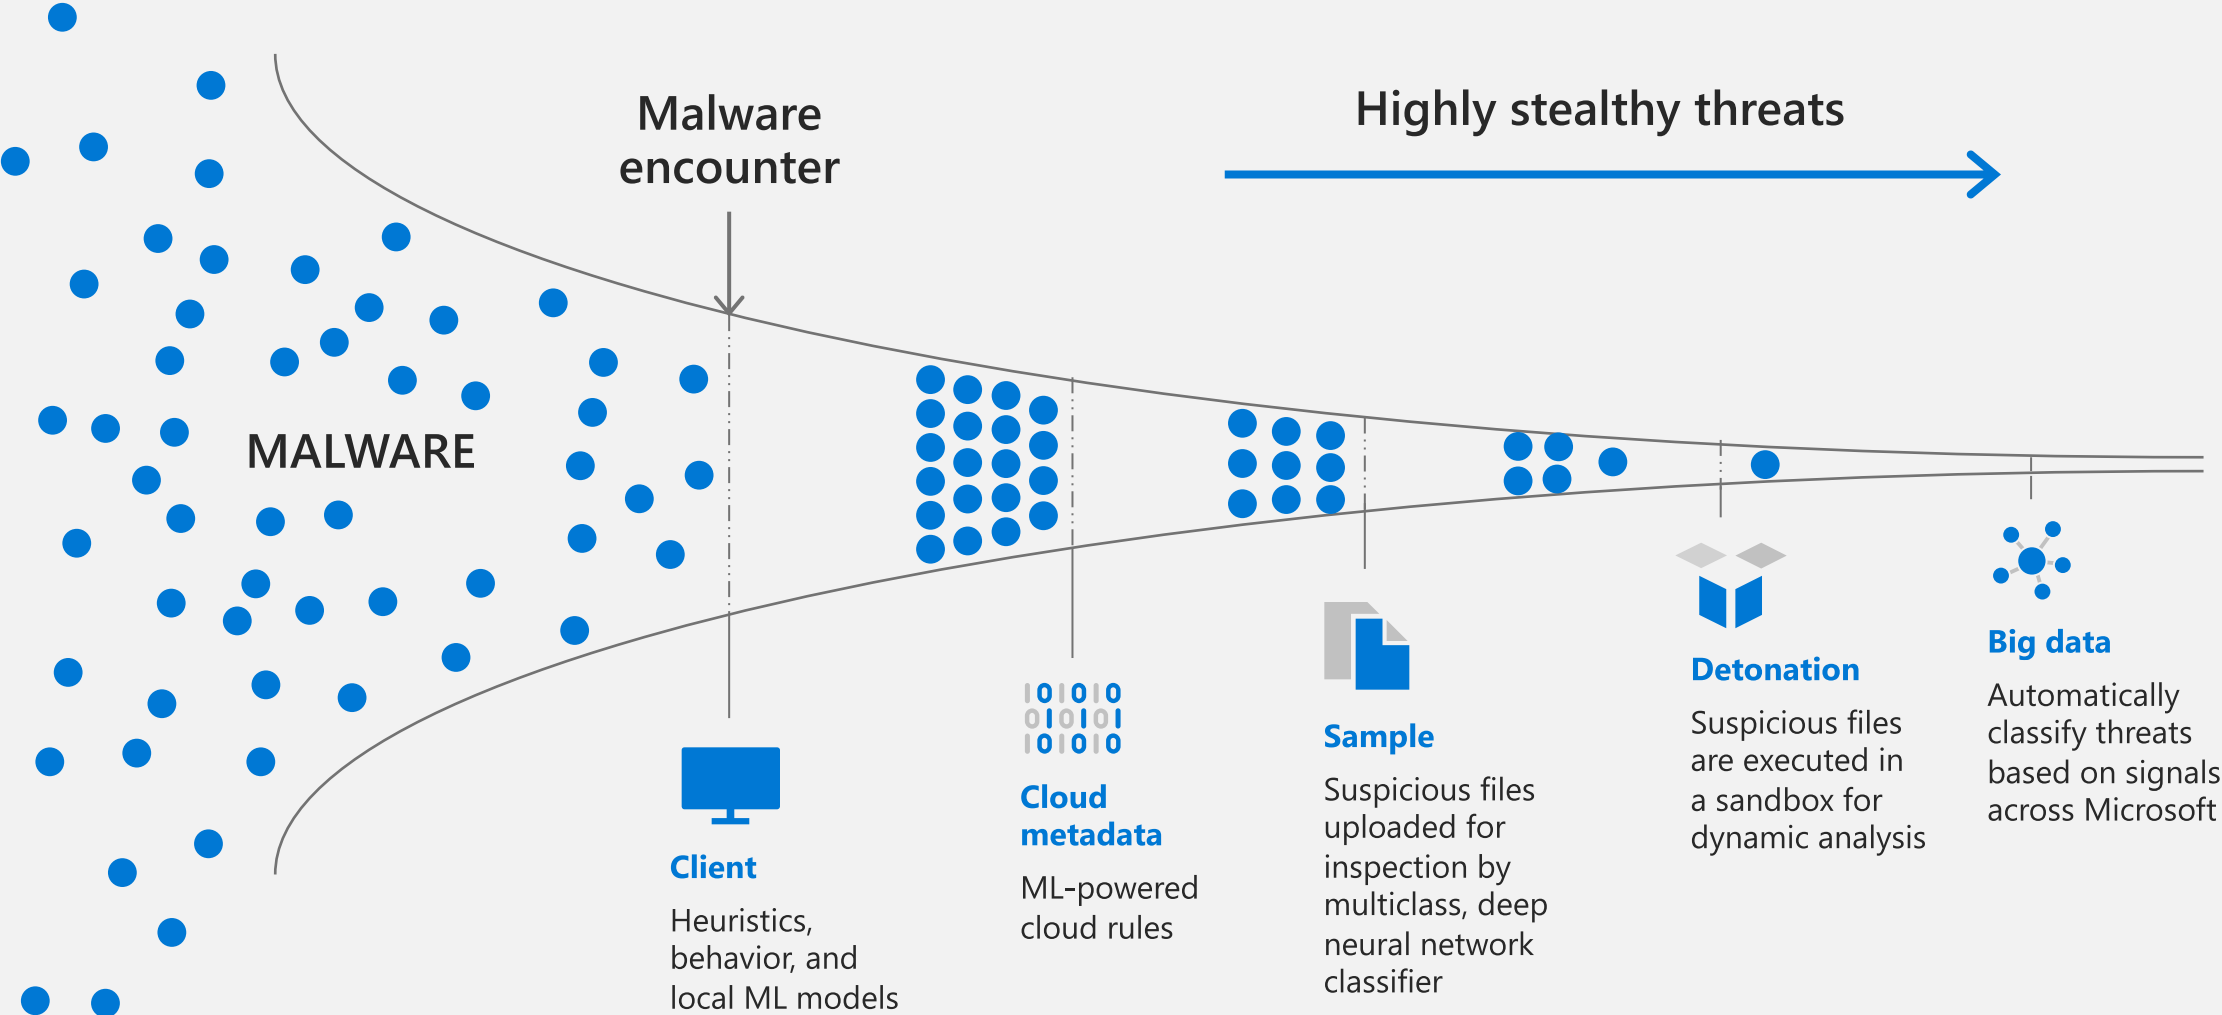 Malware
encounter
Highly stealthy threats
MALWARE
Client
Heuristics,
behavior, and
local ML models
Cloud
metadata
ML-powered
cloud rules
Sample
Suspicious files
uploaded for
inspection by
multiclass, deep
neural network
classifier
Detonation
Suspicious files
are executed in
a sandbox for
dynamic analysis
Big data
Automatically
classify threats
based on signals
across Microsoft